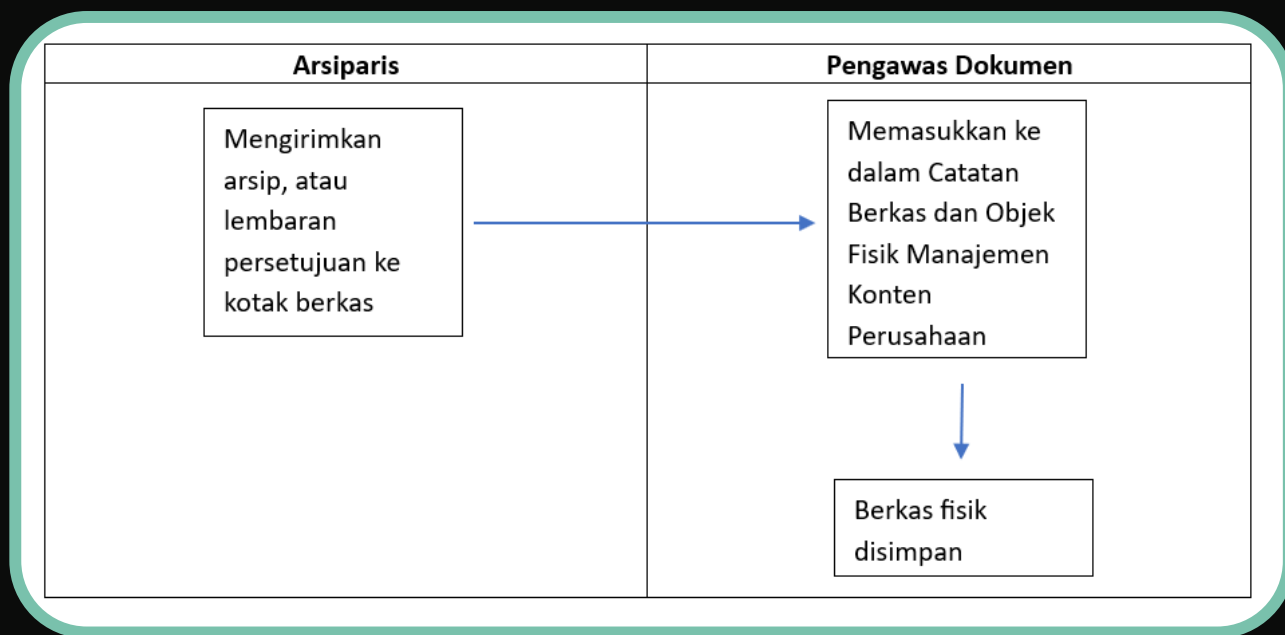 Arsiparis
Pengawas Dokumen
Mengirimkan
arsip, atau
lembaran
persetujuan ke
kotak berkas
Memasukkan ke
dalam Catatan
Berkas dan Objek
Fisik Manajemen
Konten
Perusahaan
Berkas fisik
disimpan